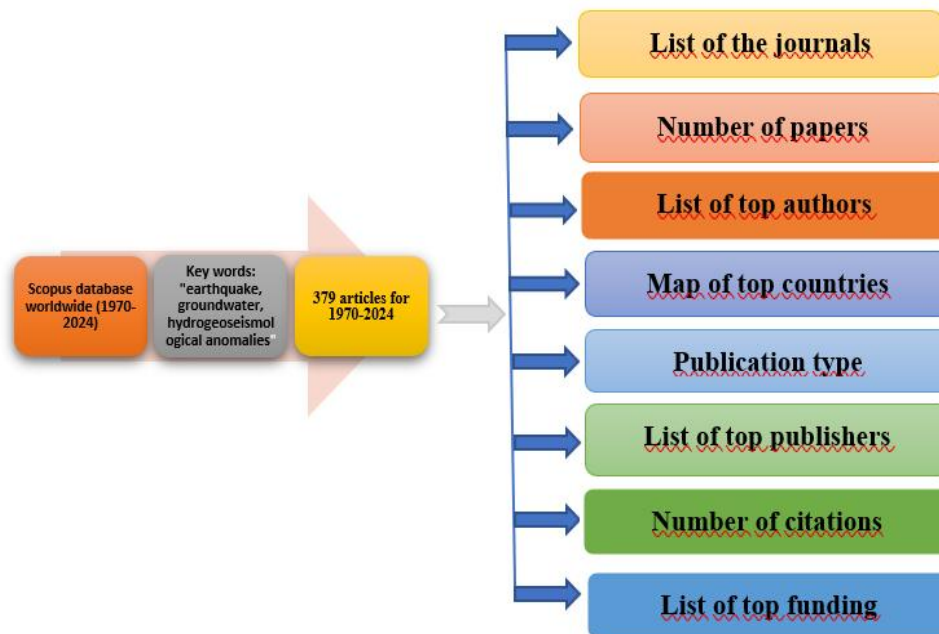 Scopus database
worldwide (1970-
2024)
Key words:
"earthquake,
groundwater,
hydrogeoseismol
ogical anomalies"
379 articles for
1970-2024
List of the journals
Number of papers
List of top authors
Map of top countries
Publication type
List of top publishers
Number of citations
List of top funding